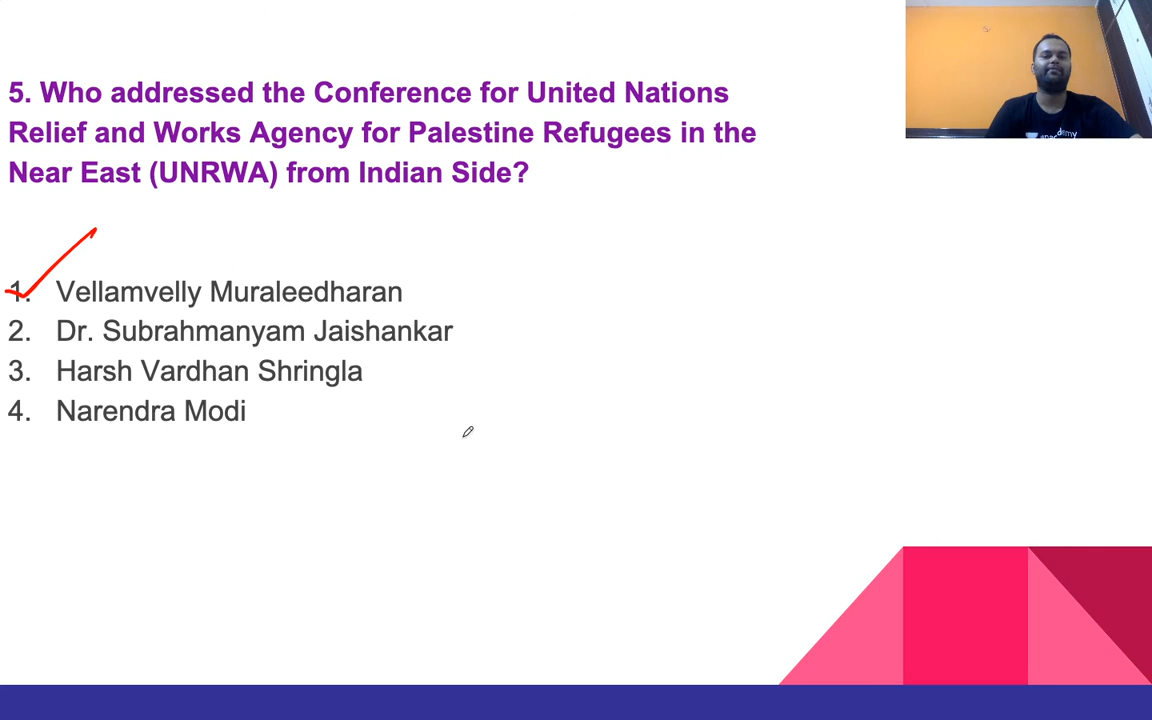 5. Who addressed the Conference for United Nations
Relief and Works Agency for Palestine Refugees in the
Near East (UNRWA) from Indian Side?
1. Vellamvelly Muraleedharan
2. Dr. Subrahmanyam Jaishankar
3. Harsh Vardhan Shringla
4. Narendra Modi